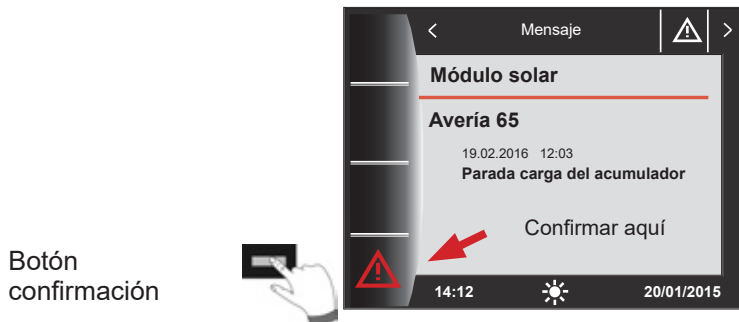 Mensaje
Módulo solar
Avería 65
19.02.2016 12:03
Parada carga del acumulador
Confirmar aquí
Botón
confirmación
14:12
20/01/2015